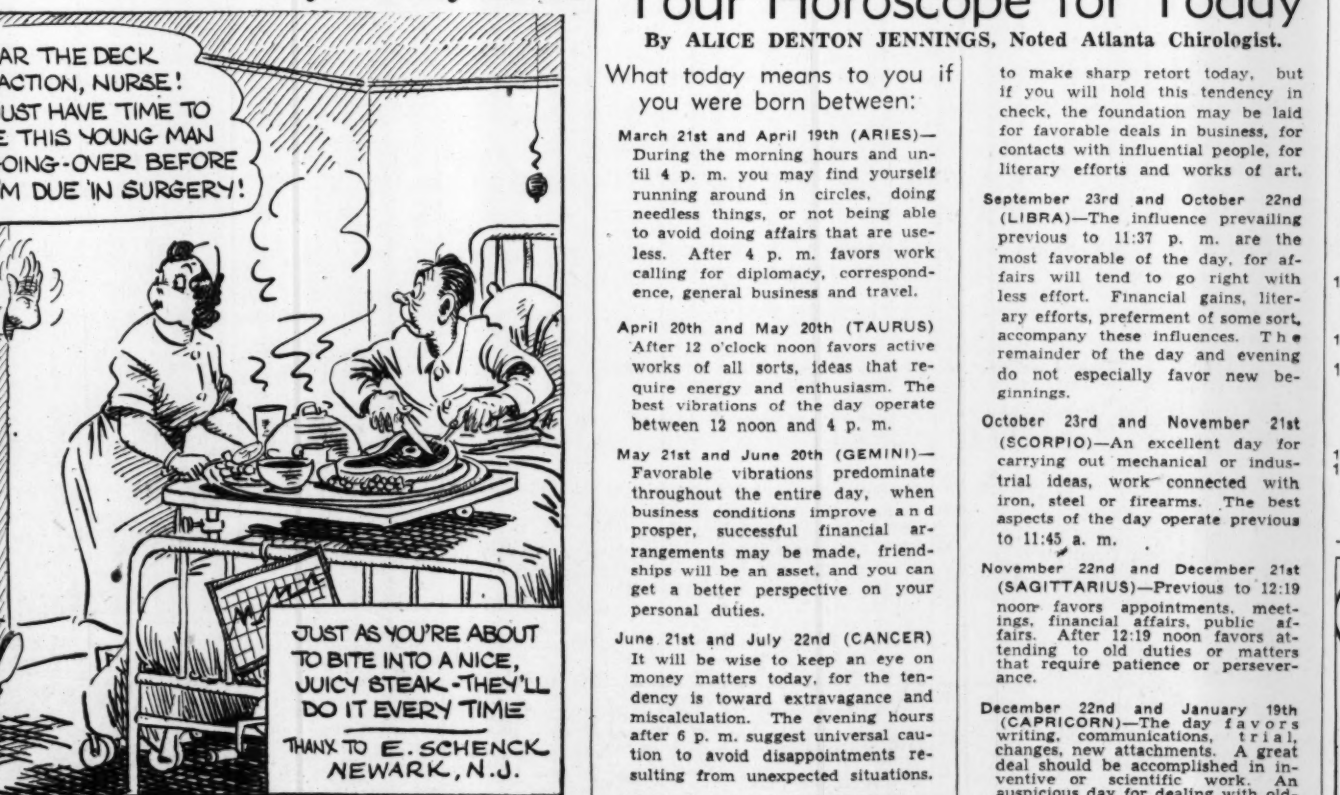 AR THE DECK
ACTION, NURSE!
UST HAVE TIME TO
E THIS YOUNG MAN
OING-OVER BEFORE
'M DUE IN SURGERY!
JUST AS YOU'RE ABOUT
TO BITE INTO A NICE,
JUICY STEAK-THEY'LL
DO IT EVERY TIME
THANX TO E. SCHENCK
NEWARK, N.J.
Your Horoscope for Today
By ALICE DENTON JENNINGS, Noted Atlanta Chirologist.
What today means to you if
you were born between:
March 21st and April 19th (ARIES)—
During the morning hours and un-
til 4 p. m. you may find yourself
running around in circles, doing
needless things, or not being able
to avoid doing affairs that are use-
less. After 4 p. m. favors work
calling for diplomacy, correspond-
ence, general business and travel.
April 20th and May 20th (TAURUS)
After 12 o'clock noon favors active
works of all sorts, ideas that re-
quire energy and enthusiasm. The
best vibrations of the day operate
between 12 noon and 4 p. m.
May 21st and June 20th (GEMINI)—
Favorable vibrations predominate
throughout the entire day, when
business conditions improve and
prosper, successful financial ar-
rangements may be made, friend-
ships will be an asset, and you can
get a better perspective on your
personal duties.
June 21st and July 22nd (CANCER)
It will be wise to keep an eye on
money matters today, for the ten-
dency is toward extravagance and
miscalculation. The evening hours
after 6 p. m. suggest universal cau-
tion to avoid disappointments re-
sulting from unexpected situations.
to make sharp retort today, but
if you will hold this tendency in
check, the foundation may be laid
for favorable deals in business, for
contacts with influential people, for
literary efforts and works of art.
September 23rd and October 22nd
(LIBRA)—The influence prevailing
previous to 11:37 p. m. are the
most favorable of the day, for af-
fairs will tend to go right with
less effort. Financial gains, liter-
ary efforts, preferment of some sort,
accompany these influences. The
remainder of the day and evening
do not especially favor new be-
ginnings.
October 23rd and November 21st
(SCORPIO)—An excellent day for
carrying out mechanical or indus-
trial ideas, work connected with
iron, steel or firearms. The best
aspects of the day operate previous
to 11:45 a. m.
November 22nd and December 21st
(SAGITTARIUS)—Previous to 12:19
noon favors appointments, meet-
ings, financial affairs, public af-
fairs. After 12:19 noon favors at-
tending to old duties or matters
that require patience or persever-
ance.
December 22nd and January 19th
(CAPRICORN)—The day favors
writing, communications, trial,
changes, new attachments. A great
deal should be accomplished in in-
ventive or scientific work. An
auspicious day for dealing with old-